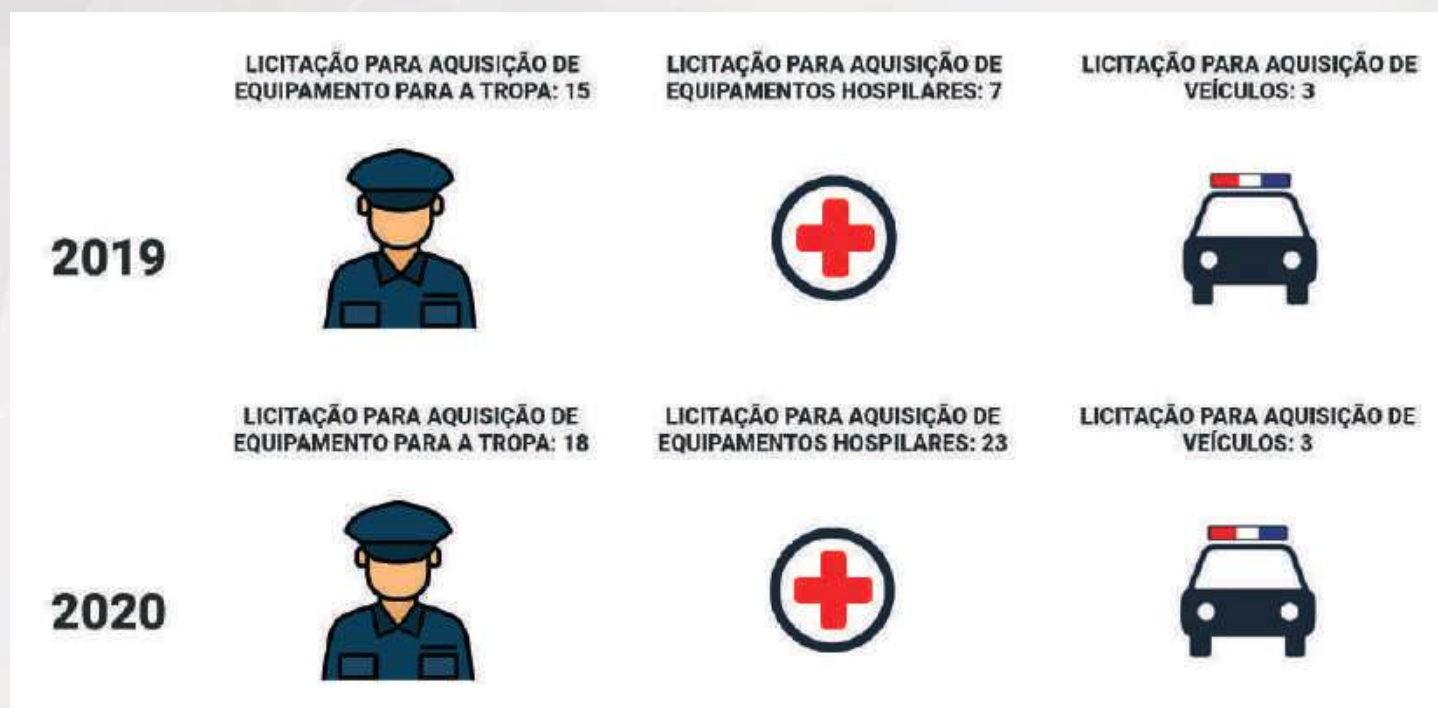 LICITAÇÃO PARA AQUISIÇÃO DE
EQUIPAMENTO PARA A TROPA: 15
LICITAÇÃO PARA AQUISIÇÃO DE
EQUIPAMENTOS HOSPILARES: 7
LICITAÇÃO PARA AQUISIÇÃO DE
VEÍCULOS: 3
2019
LICITAÇÃO PARA AQUISIÇÃO DE
EQUIPAMENTO PARA A TROPA: 18
LICITAÇÃO PARA AQUISIÇÃO DE
EQUIPAMENTOS HOSPILARES: 23
LICITAÇÃO PARA AQUISIÇÃO DE
VEÍCULOS: 3
2020